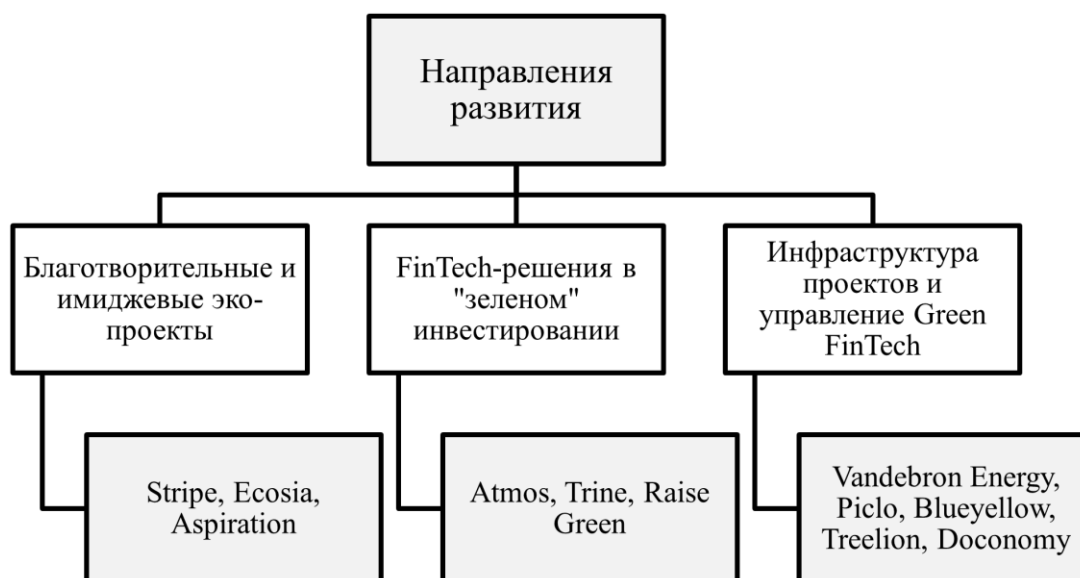 Направления
развития
Благотворительные и
имиджевые эко-
проекты
FinTech-решения в
"зеленом"
инвестировании
Инфраструктура
проектов и
управление Green
FinTech
Stripe, Ecosia,
Aspiration
Atmos, Trine, Raise
Green
Vandebron Energy,
Piclo, Blueyellow,
Treelion, Doconomy